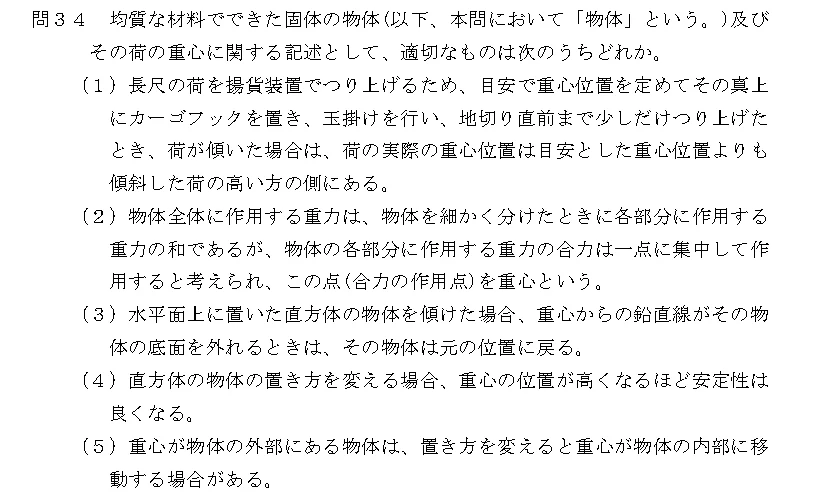 問３４　均質な材料でできた固体の物体(以下、本問において「物体」という。)及び
その荷の重心に関する記述として、適切なものは次のうちどれか。
（１）長尺の荷を揚貨装置でつり上げるため、目安で重心位置を定めてその真上
にカーゴフックを置き、玉掛けを行い、地切り直前まで少しだけつり上げた
とき、荷が傾いた場合は、荷の実際の重心位置は目安とした重心位置よりも
傾斜した荷の高い方の側にある。
（２）物体全体に作用する重力は、物体を細かく分けたときに各部分に作用する
重力の和であるが、物体の各部分に作用する重力の合力は一点に集中して作
用すると考えられ、この点(合力の作用点)を重心という。
（３）水平面上に置いた直方体の物体を傾けた場合、重心からの鉛直線がその物
体の底面を外れるときは、その物体は元の位置に戻る。
（４）直方体の物体の置き方を変える場合、重心の位置が高くなるほど安定性は
良くなる。
（５）重心が物体の外部にある物体は、置き方を変えると重心が物体の内部に移
動する場合がある。